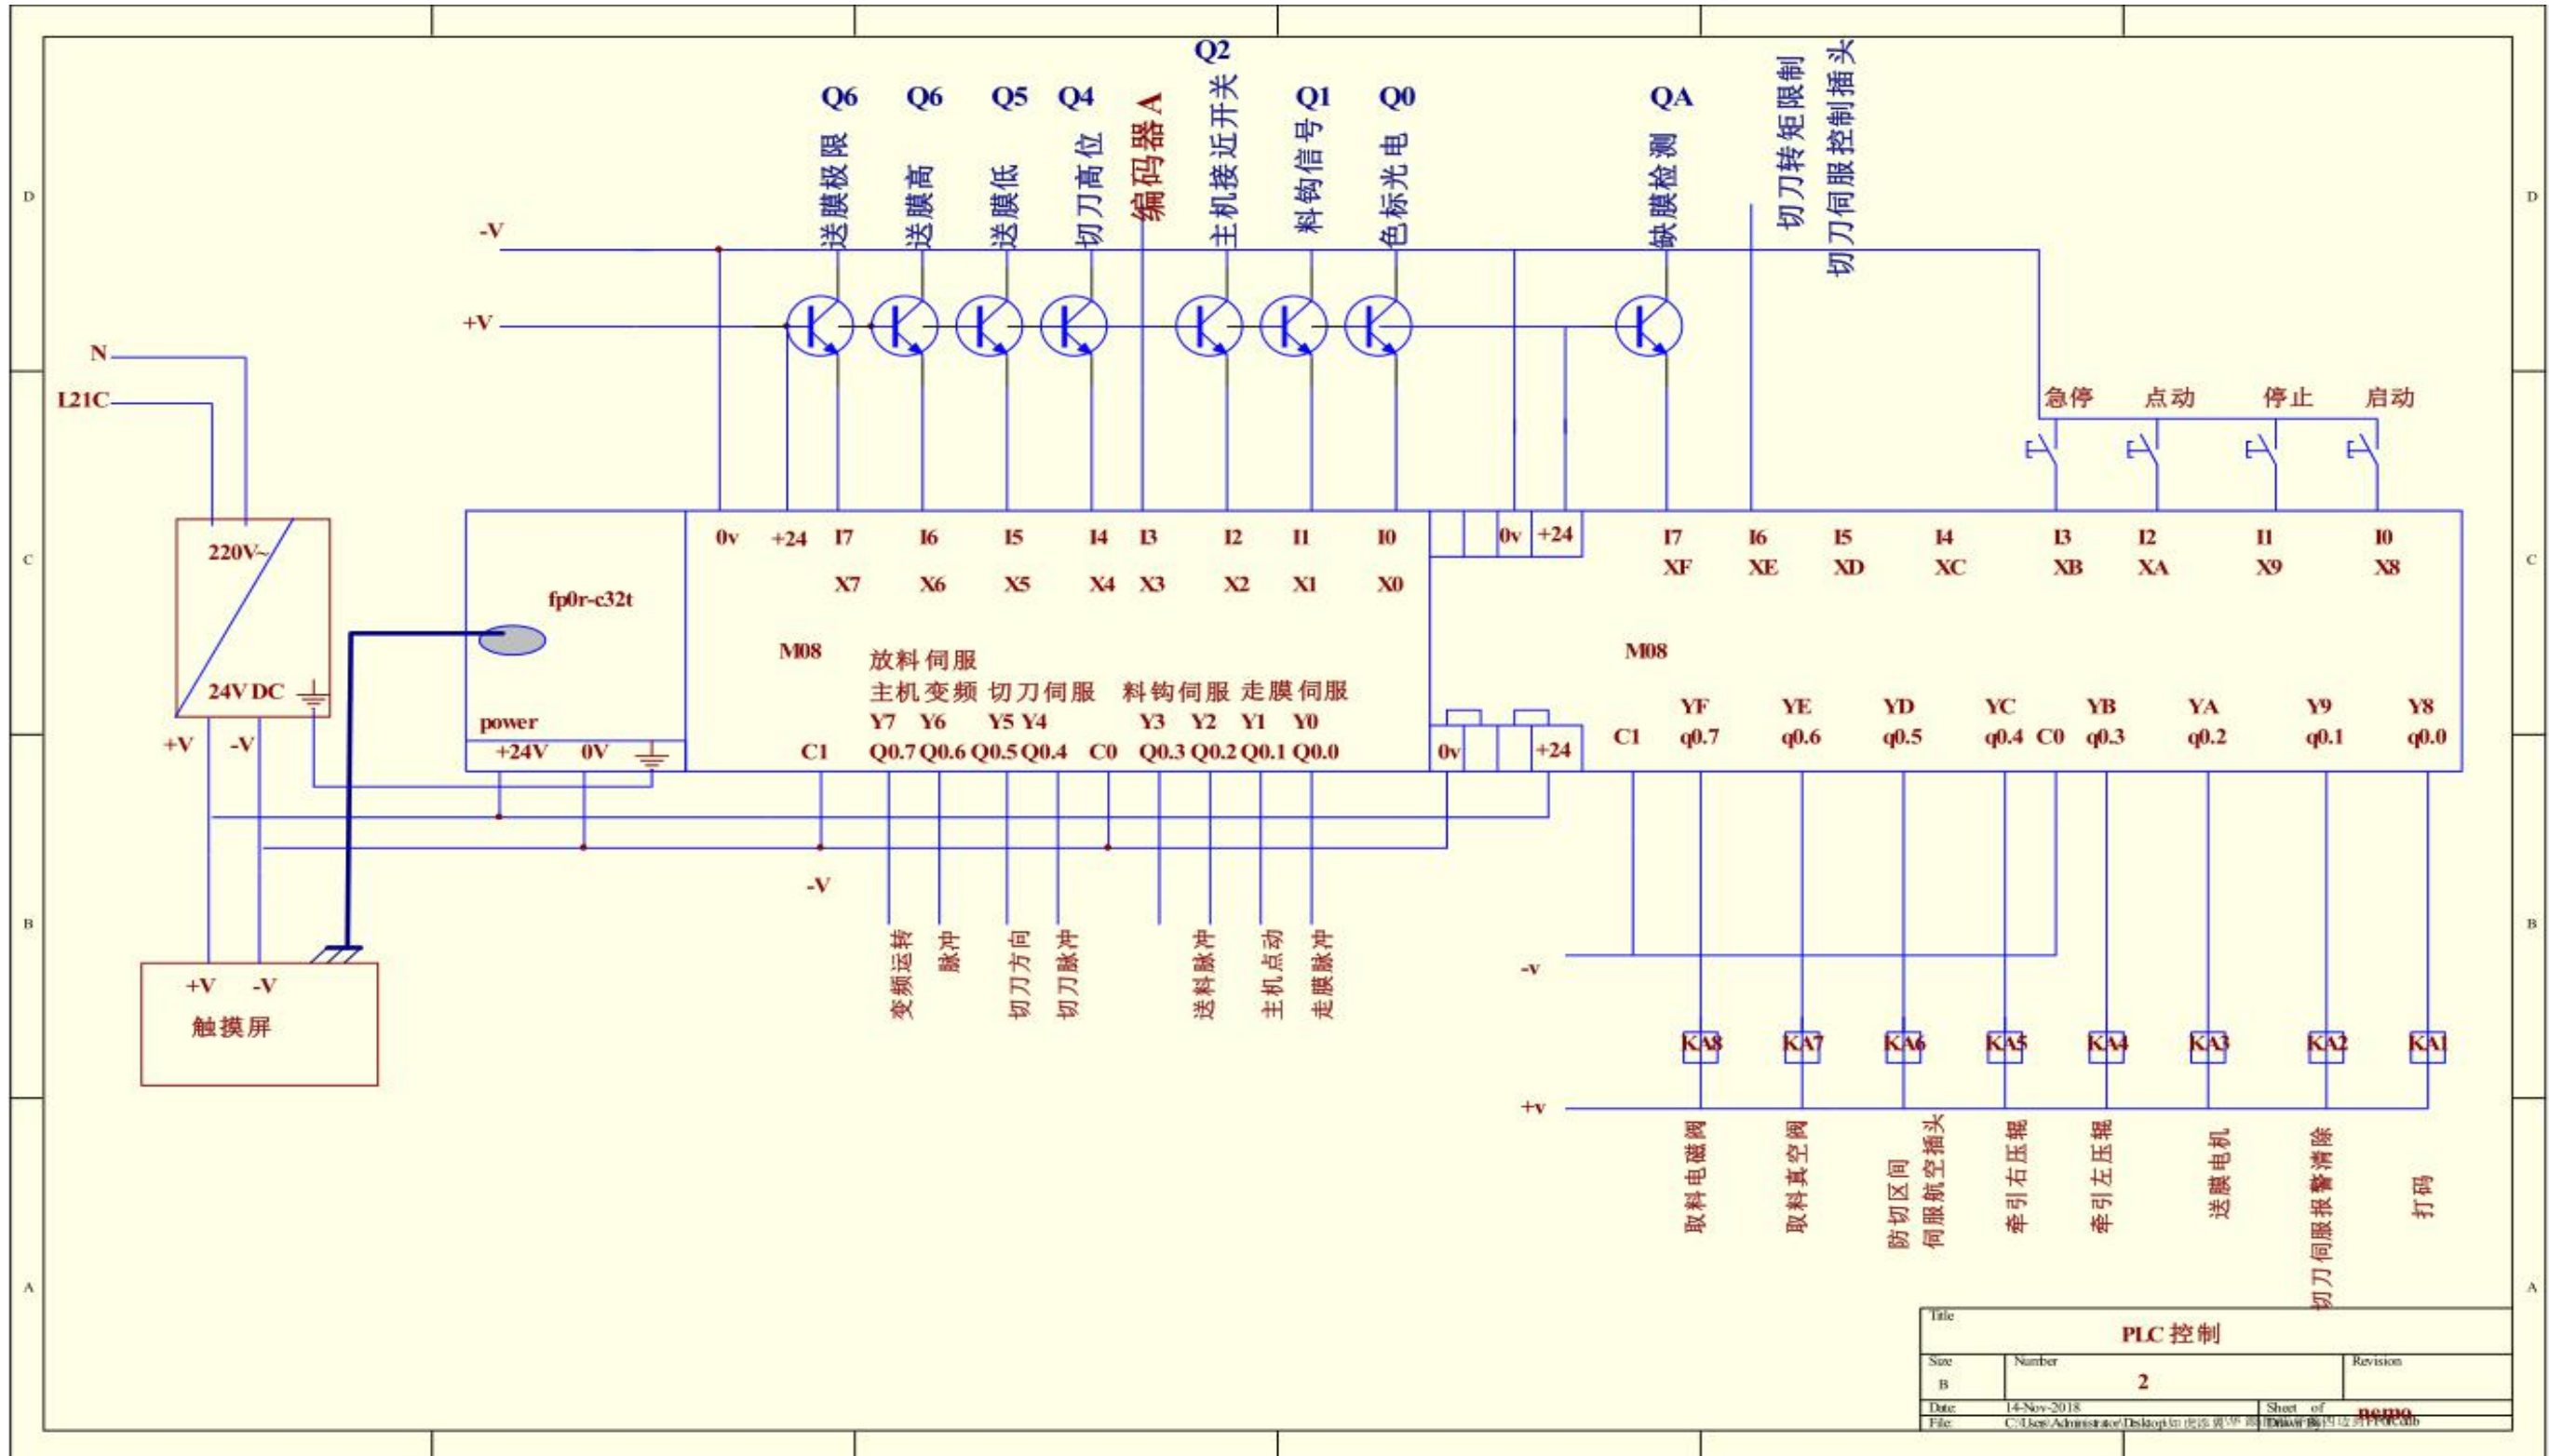 Q2
Q6 Q6 Q5 Q4 编码器A Q1 Q0 QA
送膜极限
送膜高
送膜低
切刀高位
主机接近开关
料钩信号
色标光电
缺膜检测
切刀转矩限制
切刀伺服控制插头
D D
-V
+V
N
L21C
急停 点动 停止 启动
220V~
24V DC
+V -V
C C
0v +24 I7 I6 I5 I4 I3 I2 I1 I0
X7 X6 X5 X4 X3 X2 X1 X0
0v +24
I7 I6 I5 I4 I3 I2 I1 I0
XF XE XD XC XB XA X9 X8
fp0r-c32t
M08 M08
放料伺服
主机变频 切刀伺服 料钩伺服 走膜伺服
power
Y7 Y6 Y5 Y4 Y3 Y2 Y1 Y0
+24V 0V C1 Q0.7 Q0.6 Q0.5 Q0.4 C0 Q0.3 Q0.2 Q0.1 Q0.0
0v +24
YF YE YD YC YB YA Y9 Y8
C1 q0.7 q0.6 q0.5 q0.4 C0 q0.3 q0.2 q0.1 q0.0
-V
B B
变频运转
脉冲
切刀方向
切刀脉冲
送料脉冲
主机点动
走膜脉冲
-v
+V -V
触摸屏
KA8 KA7 KA6 KA5 KA4 KA3 KA2 KA1
+v
取料电磁阀
取料真空阀
防切区间
伺服航空插头
牵引右压辊
牵引左压辊
送膜电机
切刀伺服报警清除
打码
A A
Title
PLC 控制
Size Number Revision
B 2
Date: 14-Nov-2018 Sheet of
File: C:\Users\Administrator\Desktop\ Drawn By: nemo